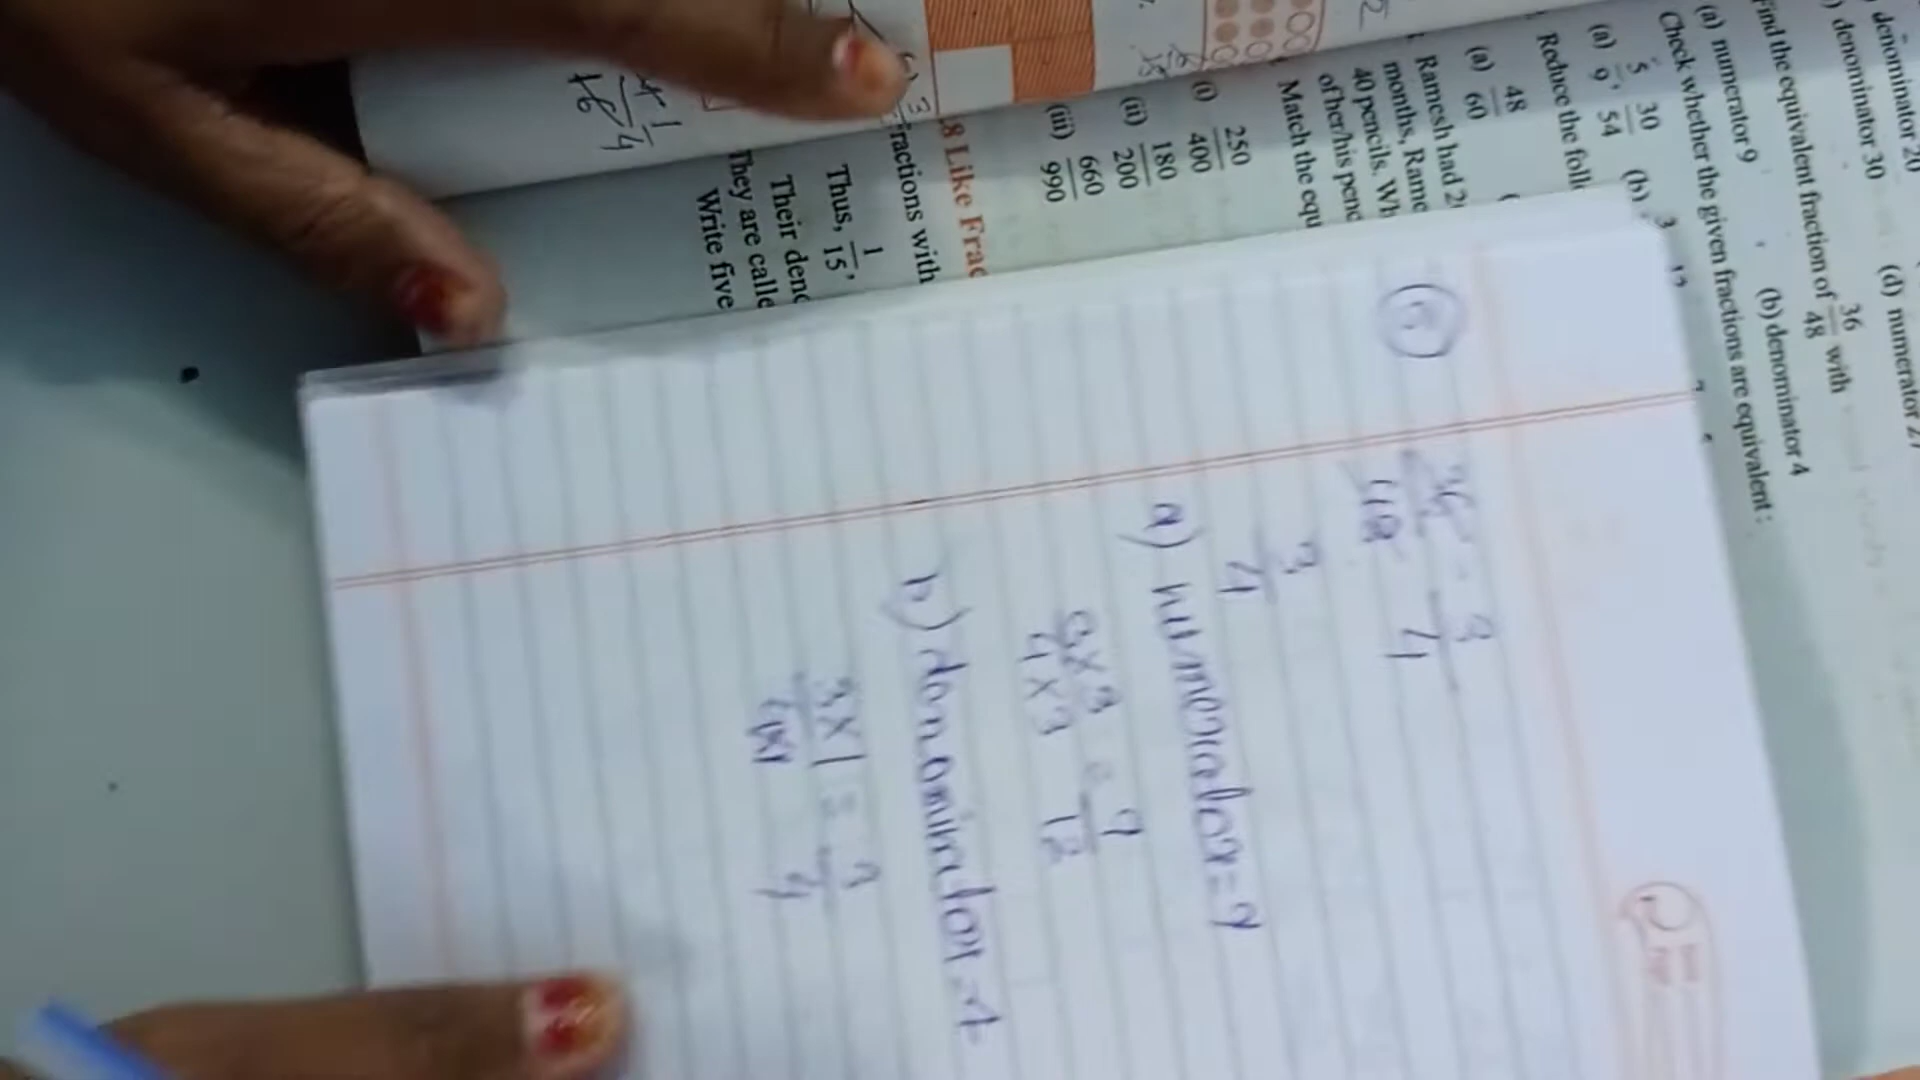 denominator 20
denominator 30
(d) numerator 27
Find the equivalent fraction of 36/48 with
(a) numerator 9 (b) denominator 4
Check whether the given fractions are equivalent :
(a) 5/9, 30/54 (b) 3
Reduce the foll
(a) 48/60
Ramesh had 2
months, Rame
40 pencils. Wh
of her/his penc
Match the equ
(i) 250/400
(ii) 180/200
(iii) 660/990
8 Like Frac
ractions with
Thus, 1/15,
Their deno
They are calle
Write five
36/48 = 3/4
3/4
a) numerator = 9
3×3/4×3 = 9/12
b) denominator = 4
3×1/4×1 = 3/4